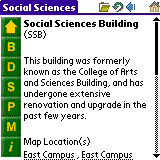 Social Sciences
Social Sciences Building
(SSB)
This building was formerly
known as the College of Arts
and Sciences Building, and
has undergone extensive
renovation and upgrade in the
past few years.
Map Location(s)
East Campus , East Campus
B
D
S
P
M
i